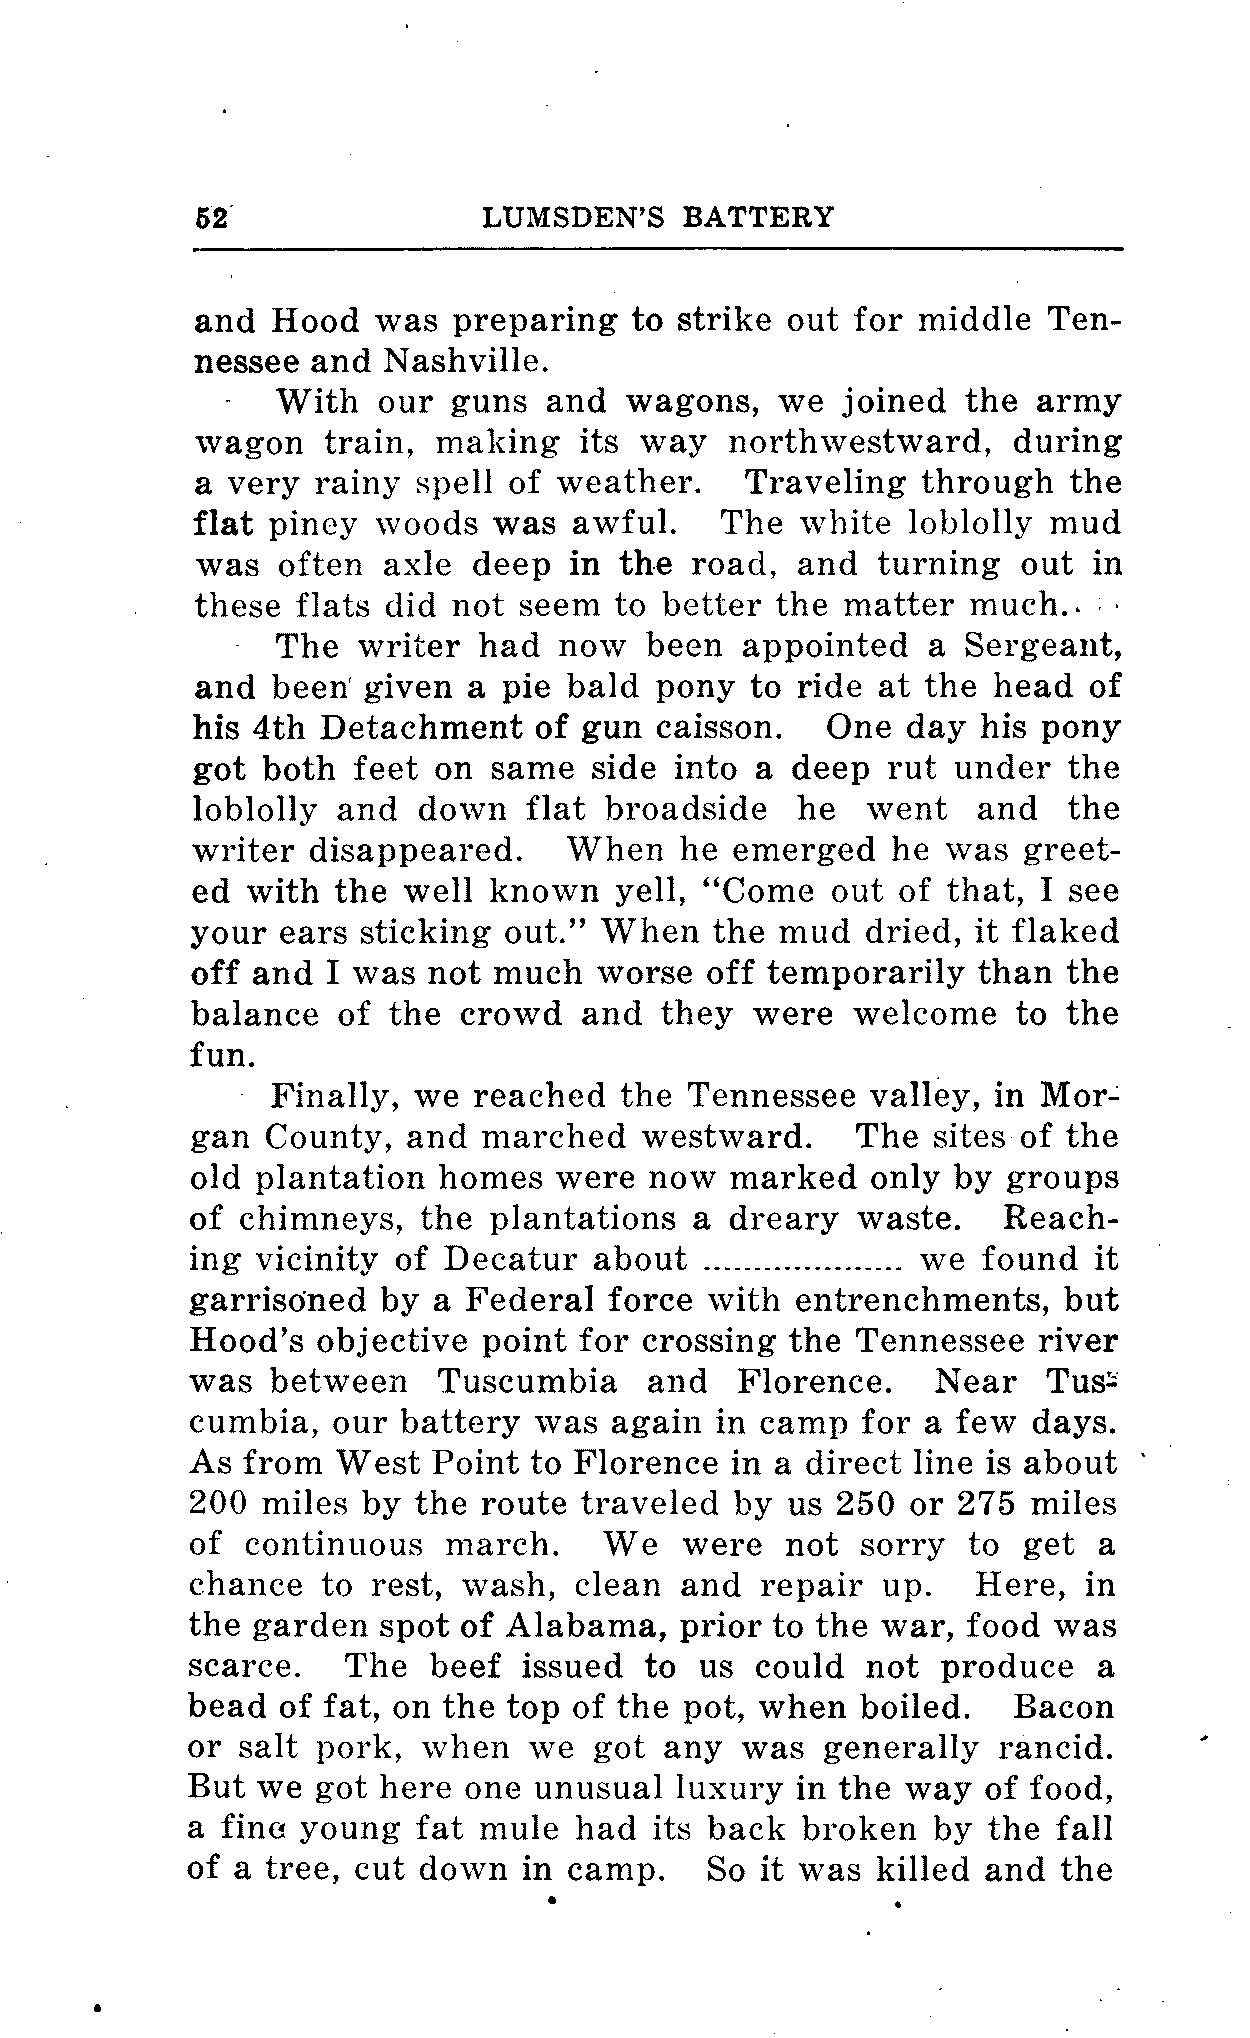 52 LUMSDEN'S BATTERY
and Hood was preparing to strike out for middle Ten-
nessee and Nashville.
With our guns and wagons, we joined the army
wagon train, making its way northwestward, during
a very rainy spell of weather. Traveling through the
flat piney woods was awful. The white loblolly mud
was often axle deep in the road, and turning out in
these flats did not seem to better the matter much.
The writer had now been appointed a Sergeant,
and been given a pie bald pony to ride at the head of
his 4th Detachment of gun caisson. One day his pony
got both feet on same side into a deep rut under the
loblolly and down flat broadside he went and the
writer disappeared. When he emerged he was greet-
ed with the well known yell, “Come out of that, I see
your ears sticking out.” When the mud dried, it flaked
off and I was not much worse off temporarily than the
balance of the crowd and they were welcome to the
fun.
Finally, we reached the Tennessee valley, in Mor-
gan County, and marched westward. The sites of the
old plantation homes were now marked only by groups
of chimneys, the plantations a dreary waste. Reach-
ing vicinity of Decatur about .................... we found it
garrisoned by a Federal force with entrenchments, but
Hood's objective point for crossing the Tennessee river
was between Tuscumbia and Florence. Near Tus-
cumbia, our battery was again in camp for a few days.
As from West Point to Florence in a direct line is about
200 miles by the route traveled by us 250 or 275 miles
of continuous march. We were not sorry to get a
chance to rest, wash, clean and repair up. Here, in
the garden spot of Alabama, prior to the war, food was
scarce. The beef issued to us could not produce a
bead of fat, on the top of the pot, when boiled. Bacon
or salt pork, when we got any was generally rancid.
But we got here one unusual luxury in the way of food,
a fine young fat mule had its back broken by the fall
of a tree, cut down in camp. So it was killed and the